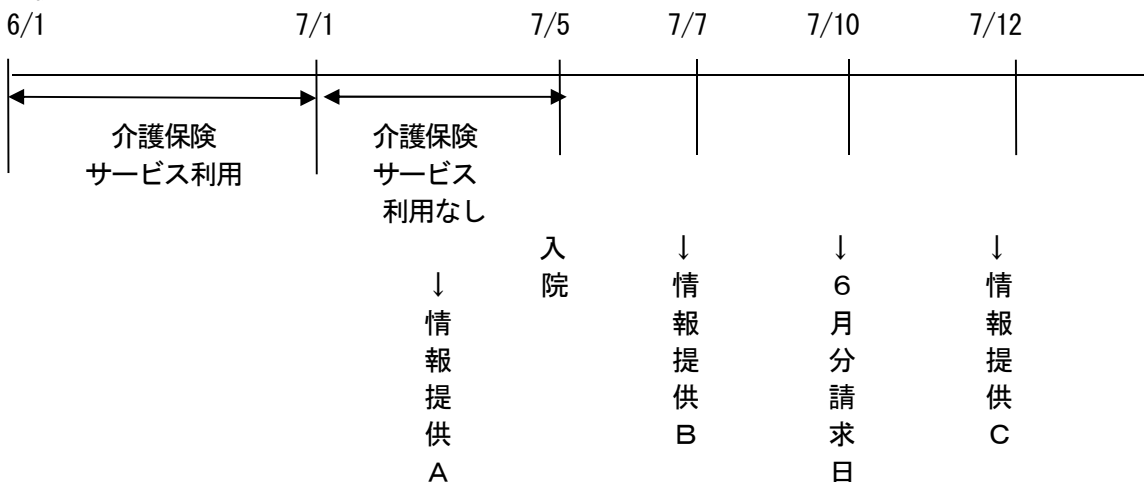 6/1 7/1 7/5 7/7 7/10 7/12
介護保険
サービス利用
介護保険
サービス
利用なし
↓情報提供A
入院
↓情報提供B
↓6月分請求日
↓情報提供C